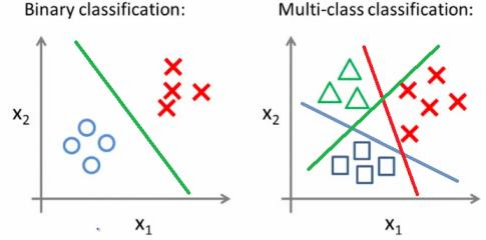 Binary classification:
x2
x1
Multi-class classification:
x2
x1